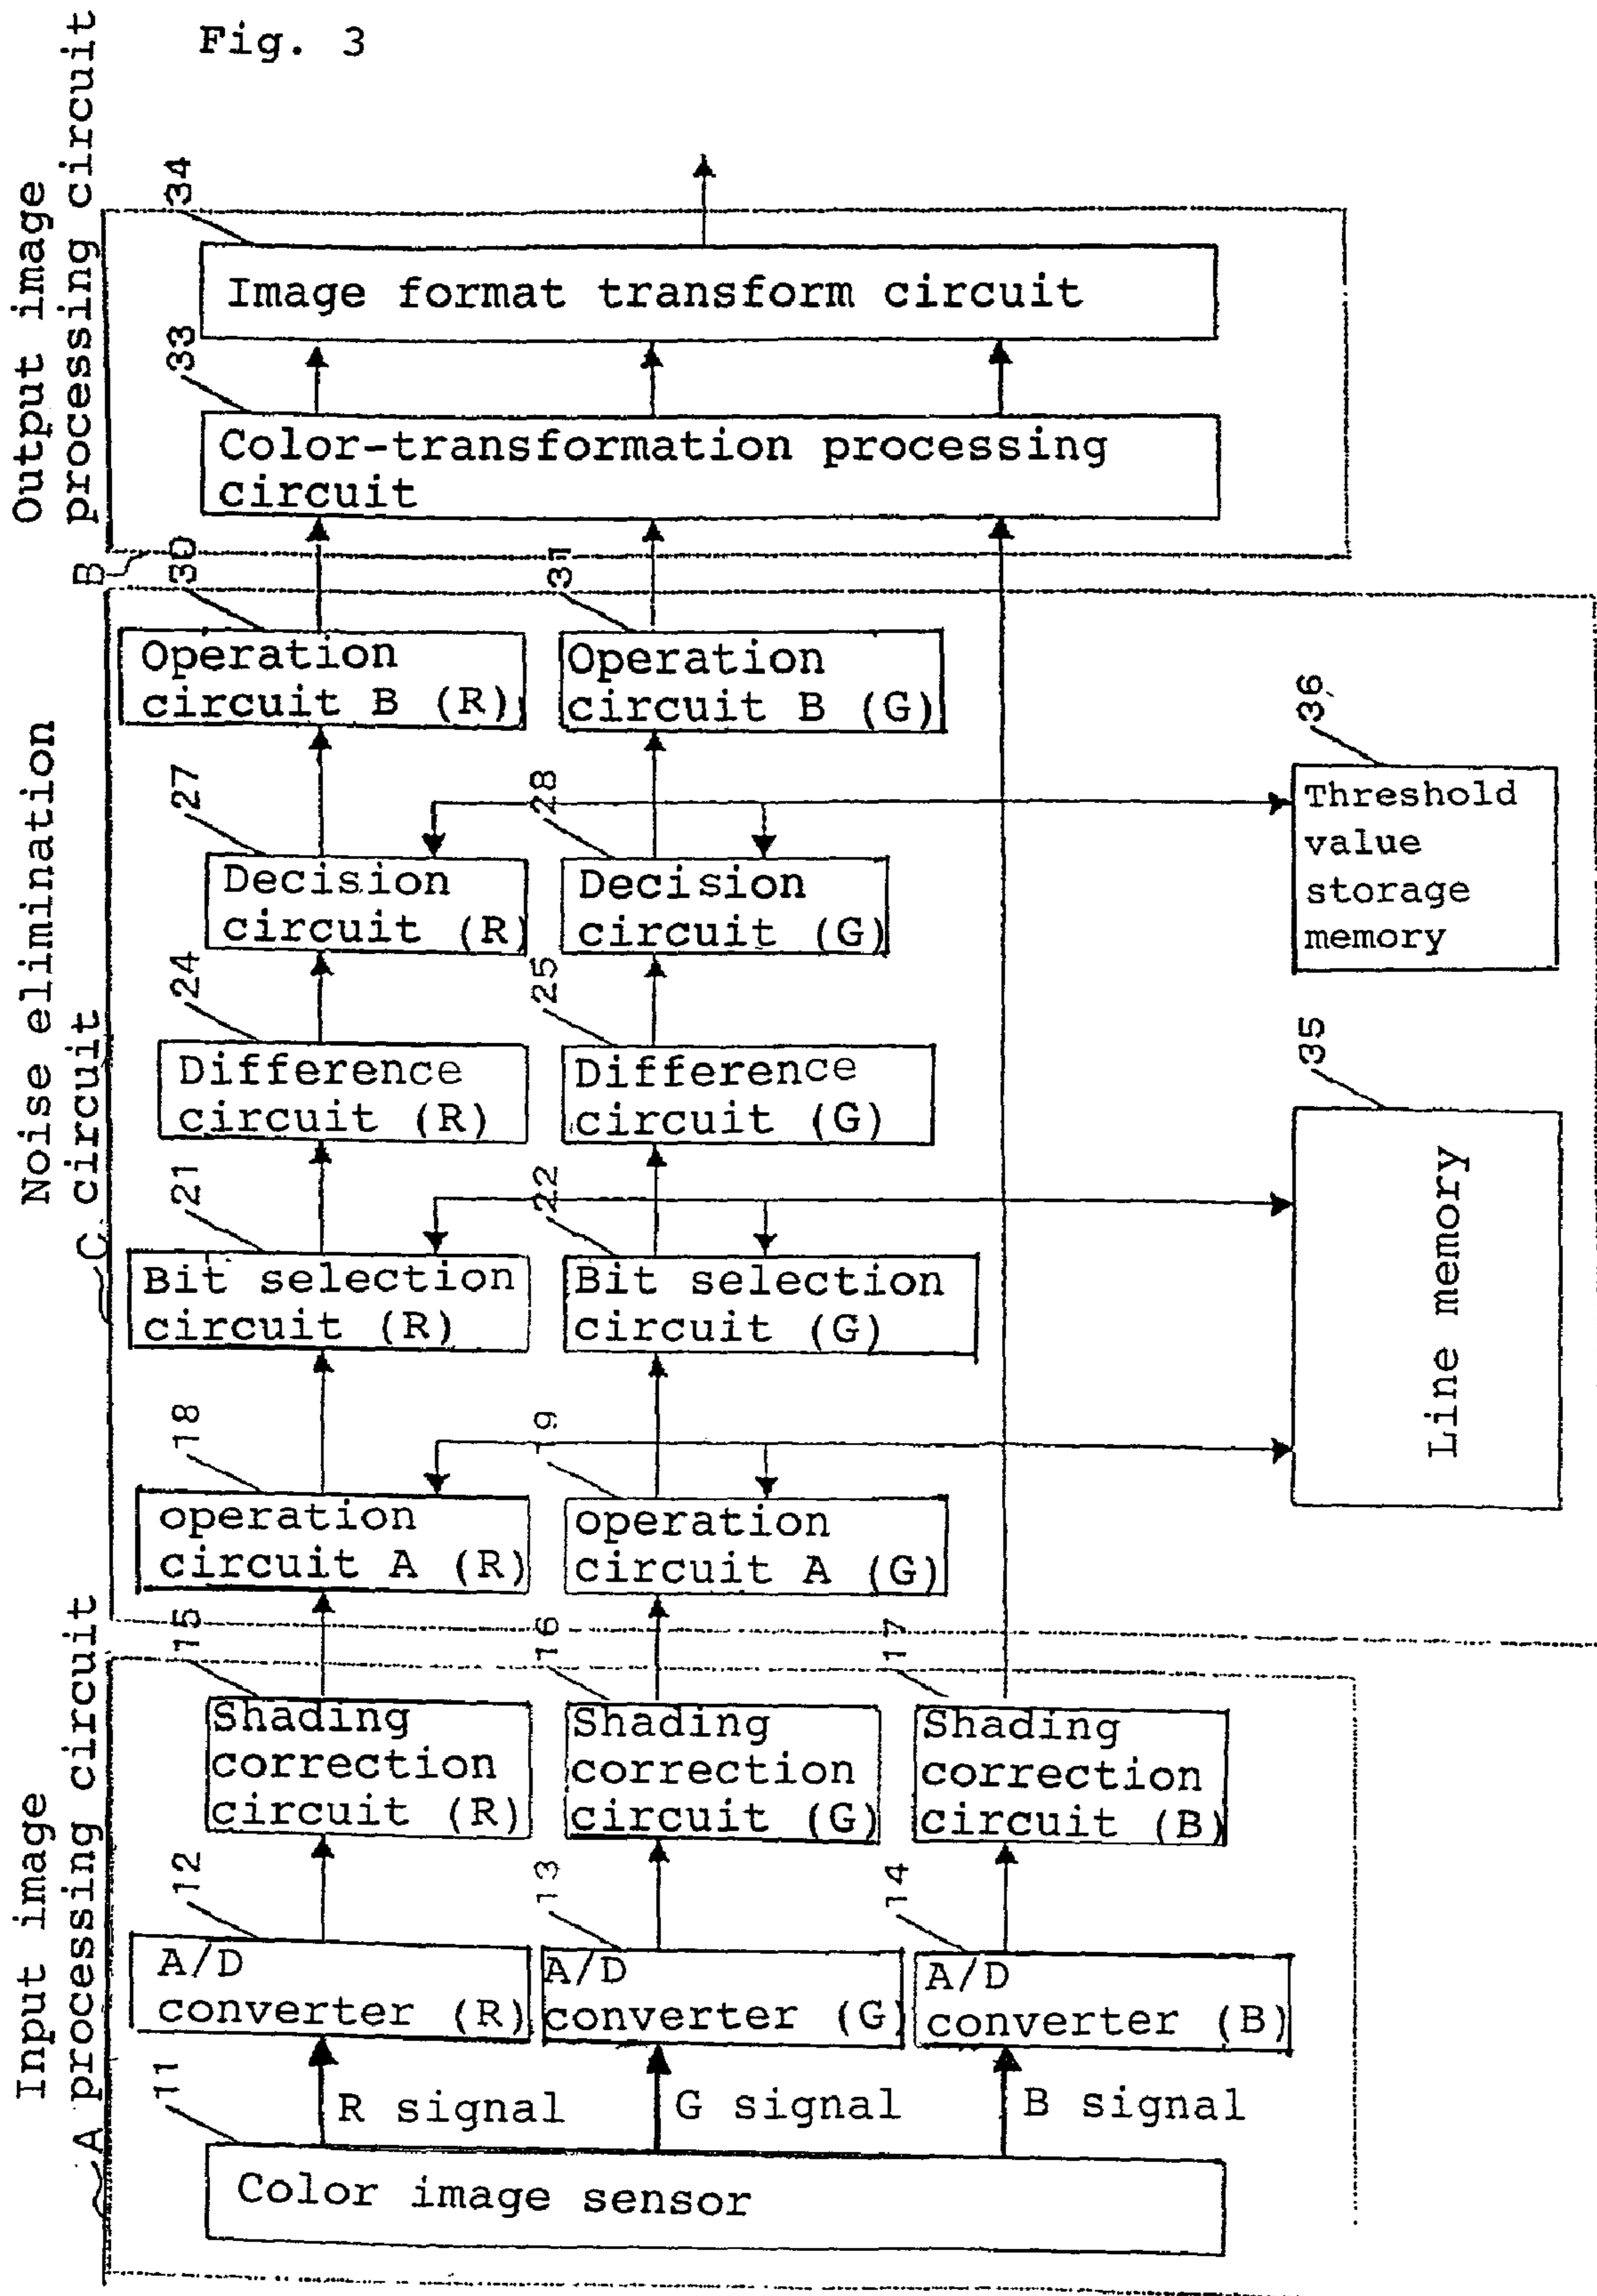 Fig. 3
Output image
processing circuit
34
Image format transform circuit
33
Color-transformation processing
circuit
B
30
31
Operation
circuit B (R)
Operation
circuit B (G)
Noise elimination
circuit
C
27
28
36
Decision
circuit (R)
Decision
circuit (G)
Threshold
value
storage
memory
24
25
Difference
circuit (R)
Difference
circuit (G)
35
Line memory
21
22
Bit selection
circuit (R)
Bit selection
circuit (G)
18
operation
circuit A (R)
operation
circuit A (G)
Input image
processing circuit
A
15
16
17
Shading
correction
circuit (R)
Shading
correction
circuit (G)
Shading
correction
circuit (B)
12
13
14
A/D
converter (R)
A/D
converter (G)
A/D
converter (B)
11
R signal
G signal
B signal
Color image sensor